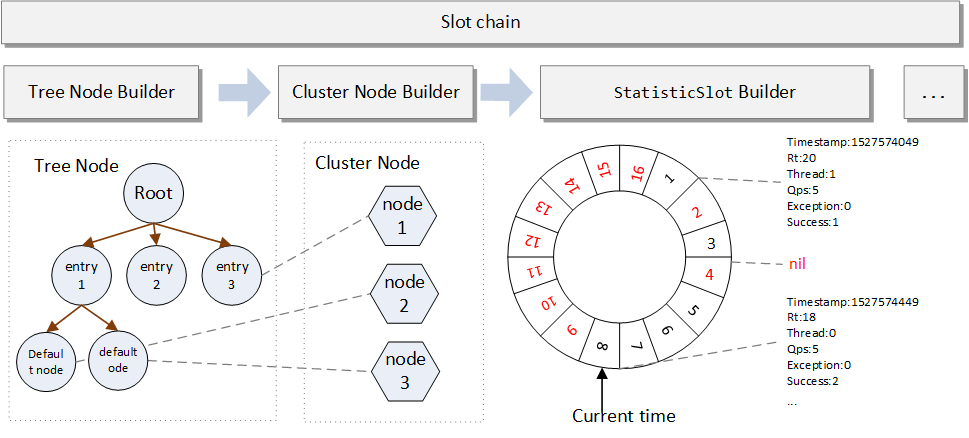 Slot chain
Tree Node Builder
Cluster Node Builder
StatisticSlot Builder
...
Tree Node
Root
entry
1
entry
2
entry
3
Defaul
t node
default
ode
Cluster Node
node
1
node
2
node
3
1
2
3
4
5
6
7
8
9
10
11
12
13
14
15
16
Current time
Timestamp:1527574049
Rt:20
Thread:1
Qps:5
Exception:0
Success:1
nil
Timestamp:1527574449
Rt:18
Thread:0
Qps:5
Exception:0
Success:2
...